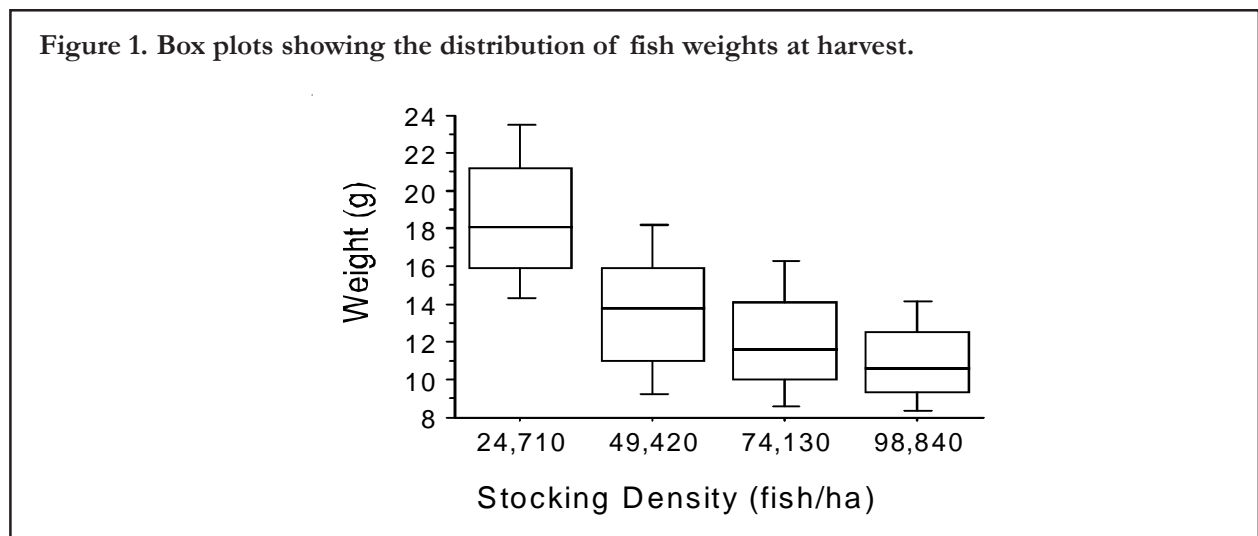 Figure 1. Box plots showing the distribution of fish weights at harvest.
24
22
20
18
16
14
12
10
8
Weight (g)
24,710 49,420 74,130 98,840
Stocking Density (fish/ha)